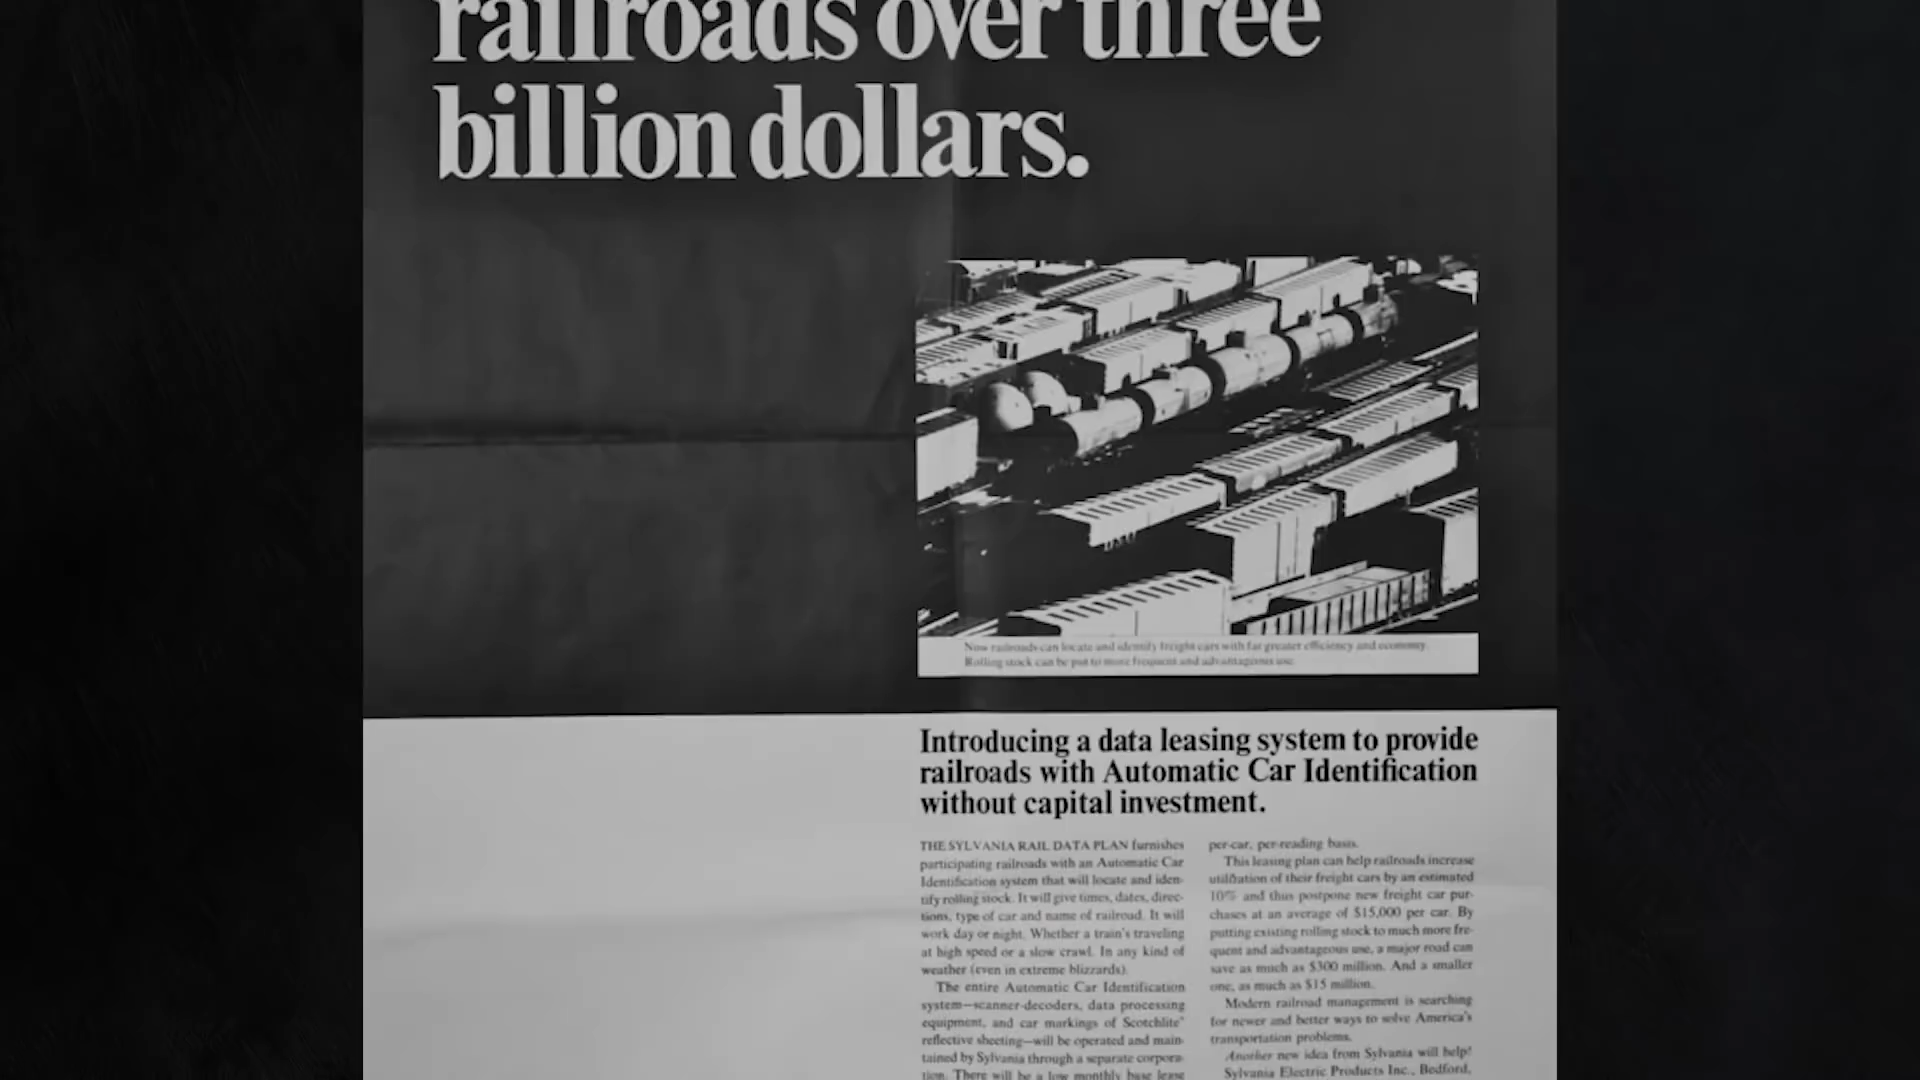 railroads over three
billion dollars.
Now railroads can locate and identify freight cars with far greater efficiency and economy.
Rolling stock can be put to more frequent and advantageous use.
Introducing a data leasing system to provide
railroads with Automatic Car Identification
without capital investment.
THE SYLVANIA RAIL DATA PLAN furnishes
participating railroads with an Automatic Car
Identification system that will locate and iden-
tify rolling stock. It will give times, dates, direc-
tions, type of car and name of railroad. It will
work day or night. Whether a train's traveling
at high speed or a slow crawl. In any kind of
weather (even in extreme blizzards).
The entire Automatic Car Identification
system—scanner-decoders, data processing
equipment, and car markings of Scotchlite"
reflective sheeting—will be operated and main-
tained by Sylvania through a separate corpora-
tion. There will be a low monthly base lease
per-car, per-reading basis.
This leasing plan can help railroads increase
utilization of their freight cars by an estimated
10% and thus postpone new freight car pur-
chases at an average of $15,000 per car. By
putting existing rolling stock to much more fre-
quent and advantageous use, a major road can
save as much as $300 million. And a smaller
one, as much as $15 million.
Modern railroad management is searching
for newer and better ways to solve America's
transportation problems.
Another new idea from Sylvania will help!
Sylvania Electric Products Inc., Bedford,